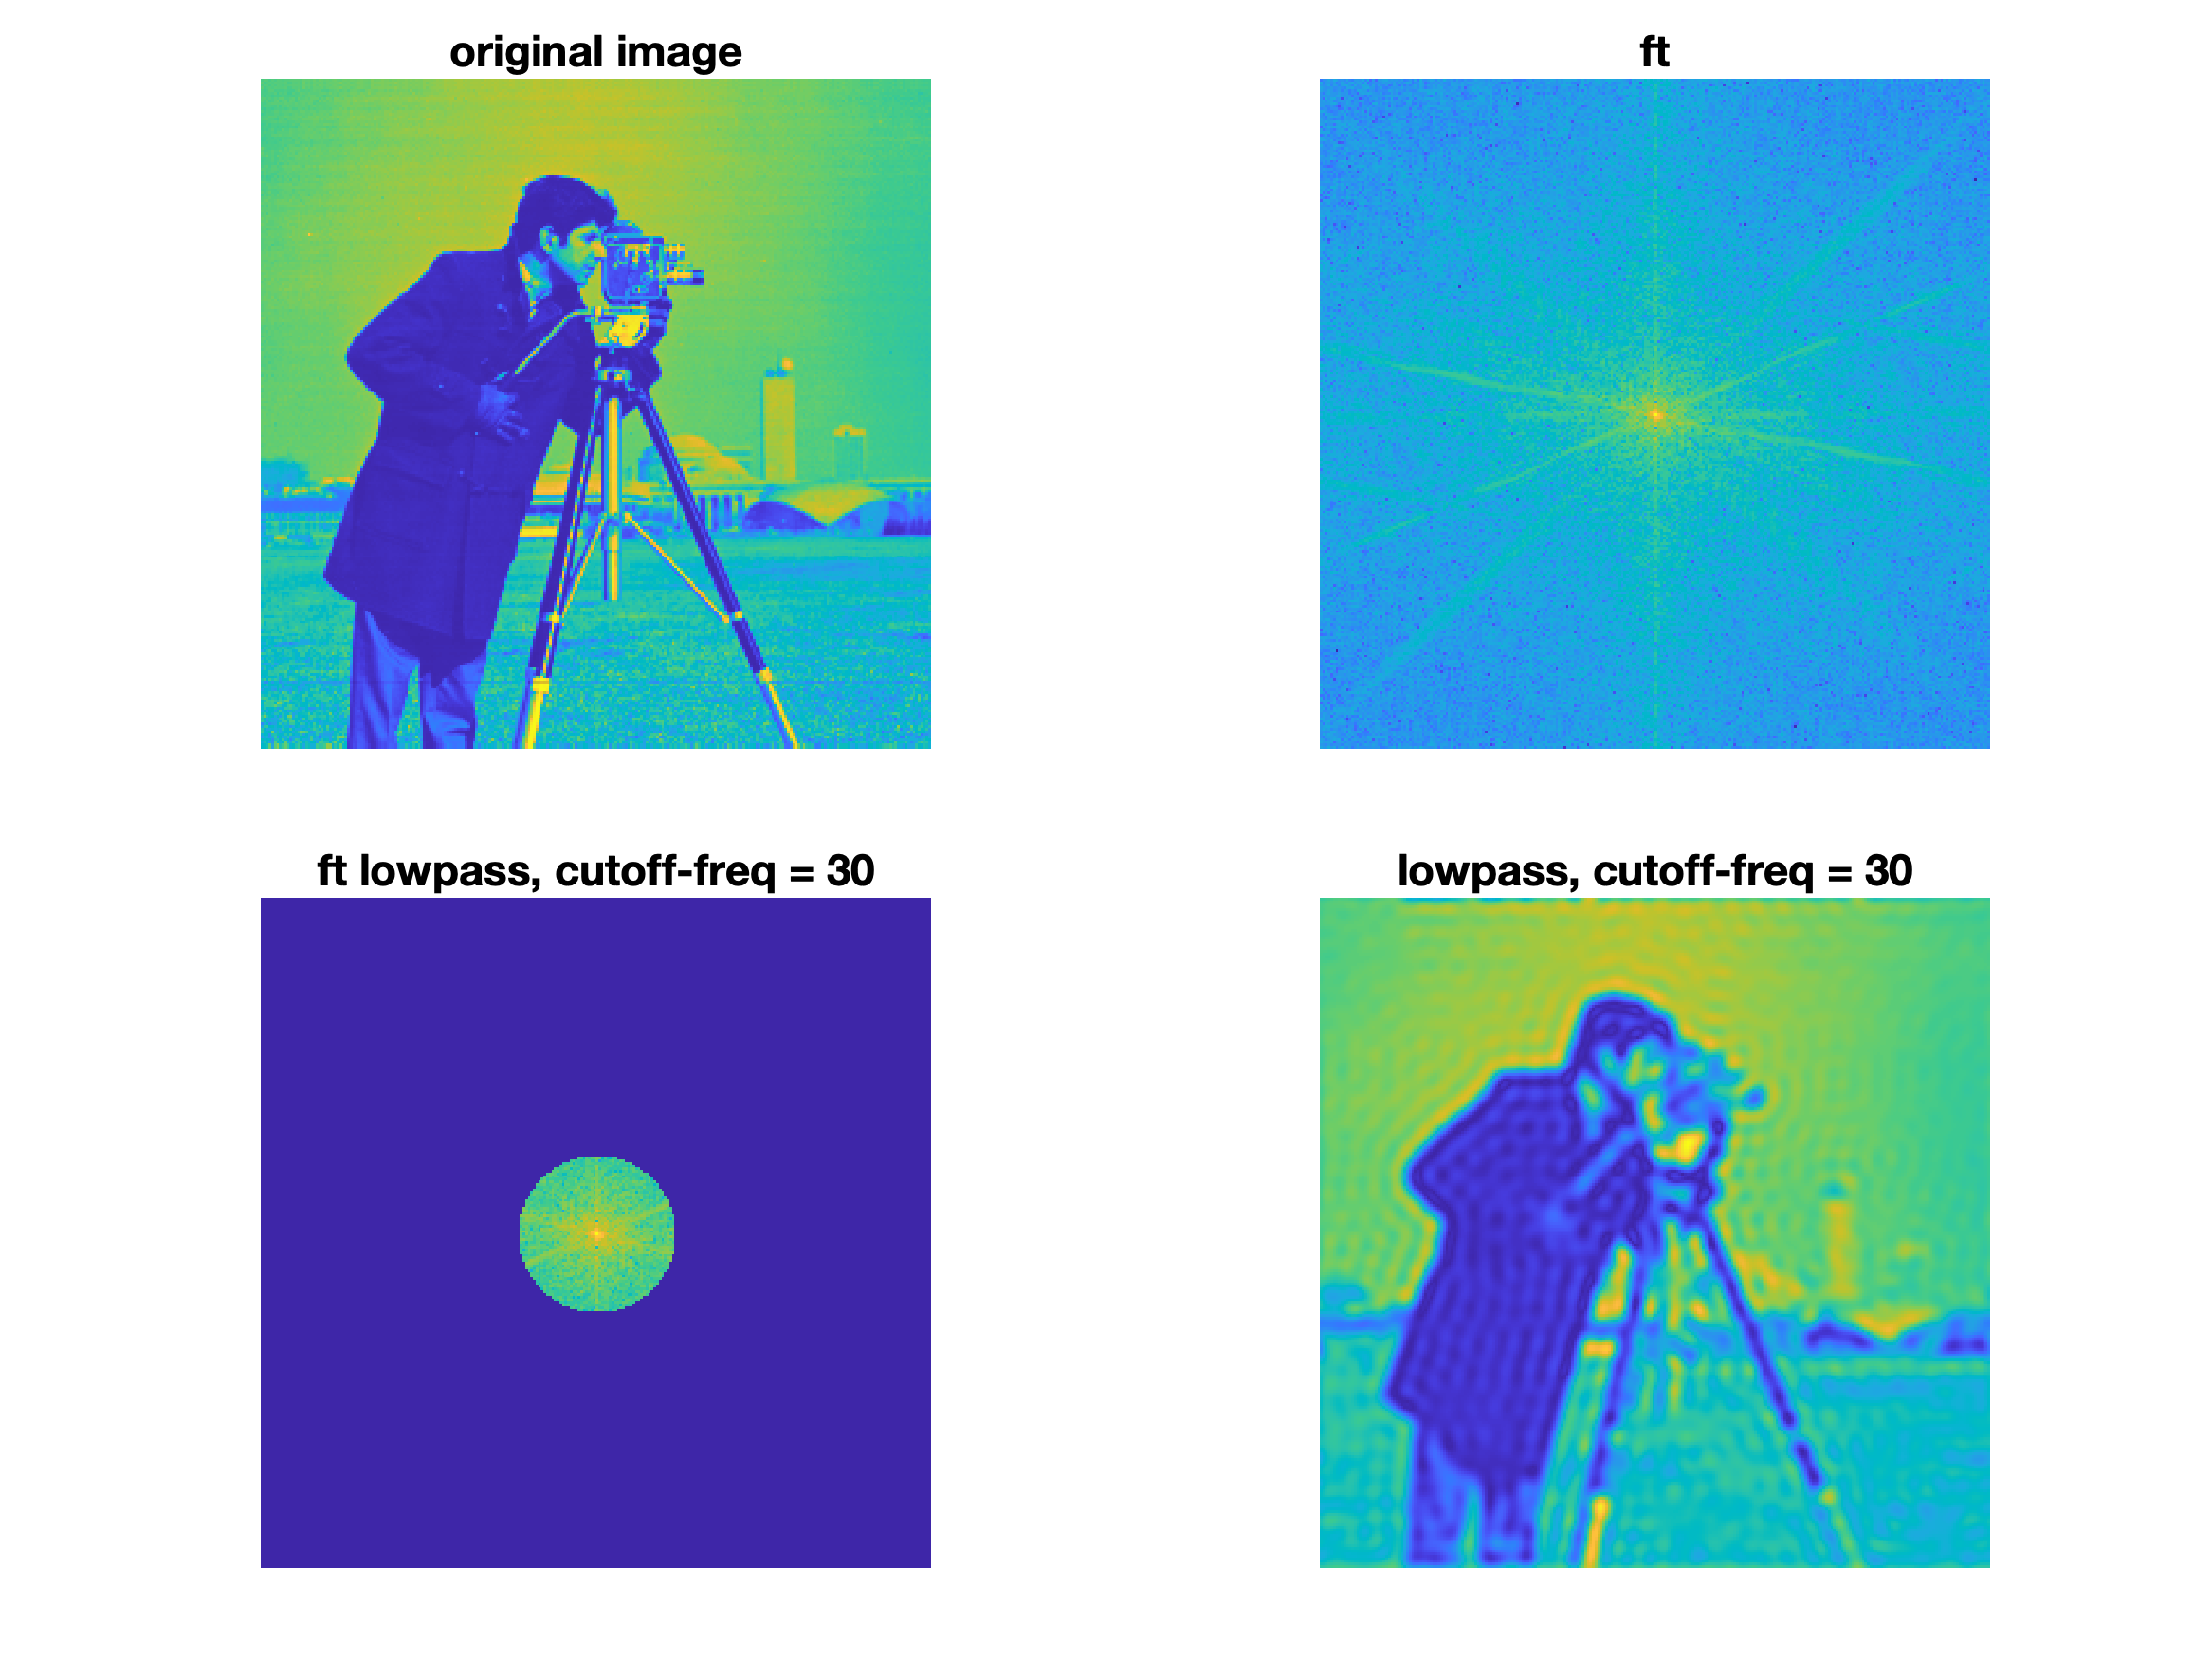 original image
ft
ft lowpass, cutoff-freq = 30
lowpass, cutoff-freq = 30